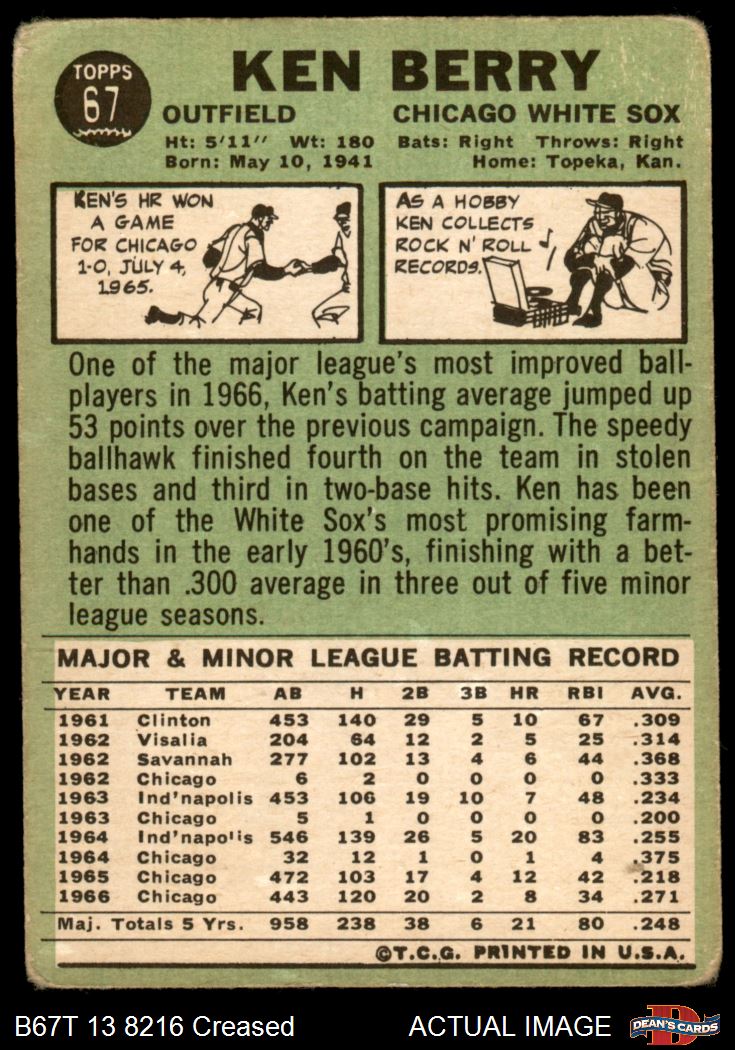 TOPPS
67
KEN BERRY
OUTFIELD CHICAGO WHITE SOX
Ht: 5'11" Wt: 180 Bats: Right Throws: Right
Born: May 10, 1941 Home: Topeka, Kan.
KEN'S HR WON
A GAME
FOR CHICAGO
1-0, JULY 4,
1965.
AS A HOBBY
KEN COLLECTS
ROCK N' ROLL
RECORDS.
One of the major league's most improved ball-
players in 1966, Ken's batting average jumped up
53 points over the previous campaign. The speedy
ballhawk finished fourth on the team in stolen
bases and third in two-base hits. Ken has been
one of the White Sox's most promising farm-
hands in the early 1960's, finishing with a bet-
ter than .300 average in three out of five minor
league seasons.
MAJOR & MINOR LEAGUE BATTING RECORD
YEAR TEAM AB H 2B 3B HR RBI AVG.
1961 Clinton 453 140 29 5 10 67 .309
1962 Visalia 204 64 12 2 5 25 .314
1962 Savannah 277 102 13 4 6 44 .368
1962 Chicago 6 2 0 0 0 0 .333
1963 Ind'napolis 453 106 19 10 7 48 .234
1963 Chicago 5 1 0 0 0 0 .200
1964 Ind'napolis 546 139 26 5 20 83 .255
1964 Chicago 32 12 1 0 1 4 .375
1965 Chicago 472 103 17 4 12 42 .218
1966 Chicago 443 120 20 2 8 34 .271
Maj. Totals 5 Yrs. 958 238 38 6 21 80 .248
©T.C.G. PRINTED IN U.S.A.
B67T 13 8216 Creased ACTUAL IMAGE
D
DEAN'S CARDS